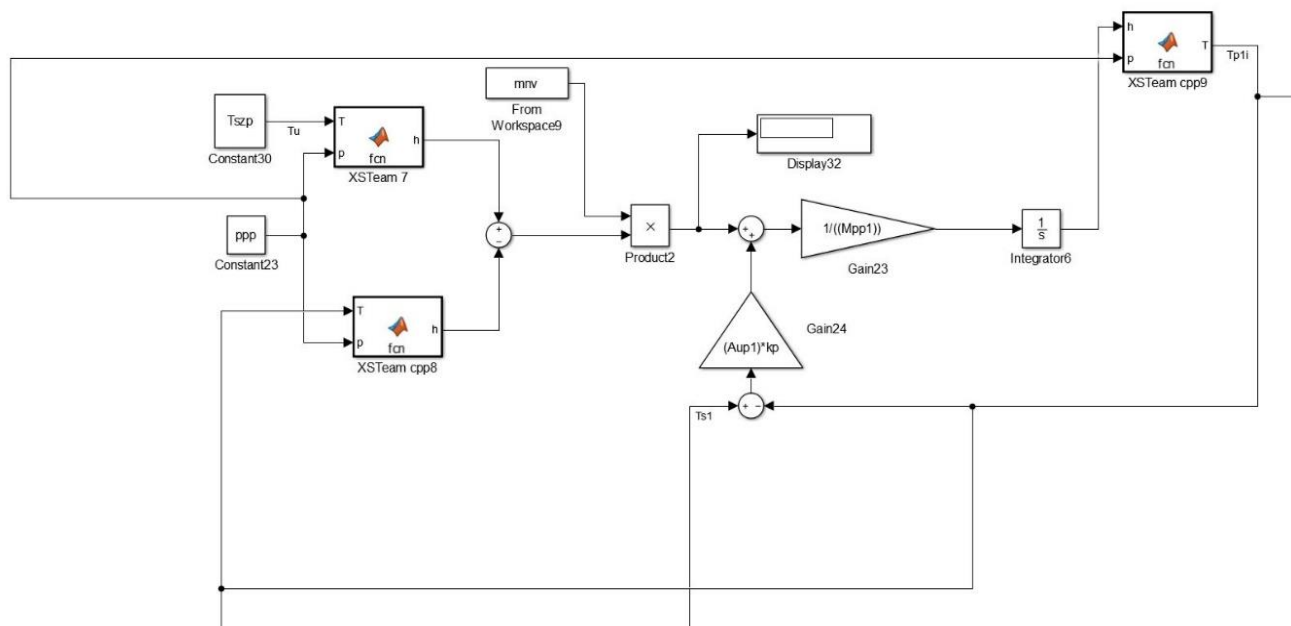 h
p
fcn
T
XSTeam cpp9
Tp1i
mnv
From
Workspace9
Tszp
Constant30
Tu
T
p
fcn
h
XSTeam 7
Display32
ppp
Constant23
+
−
×
Product2
+
+
1/((Mpp1))
Gain23
1
s
Integrator6
T
p
fcn
h
XSTeam cpp8
(Aup1)*kp
Gain24
Ts1
+
−